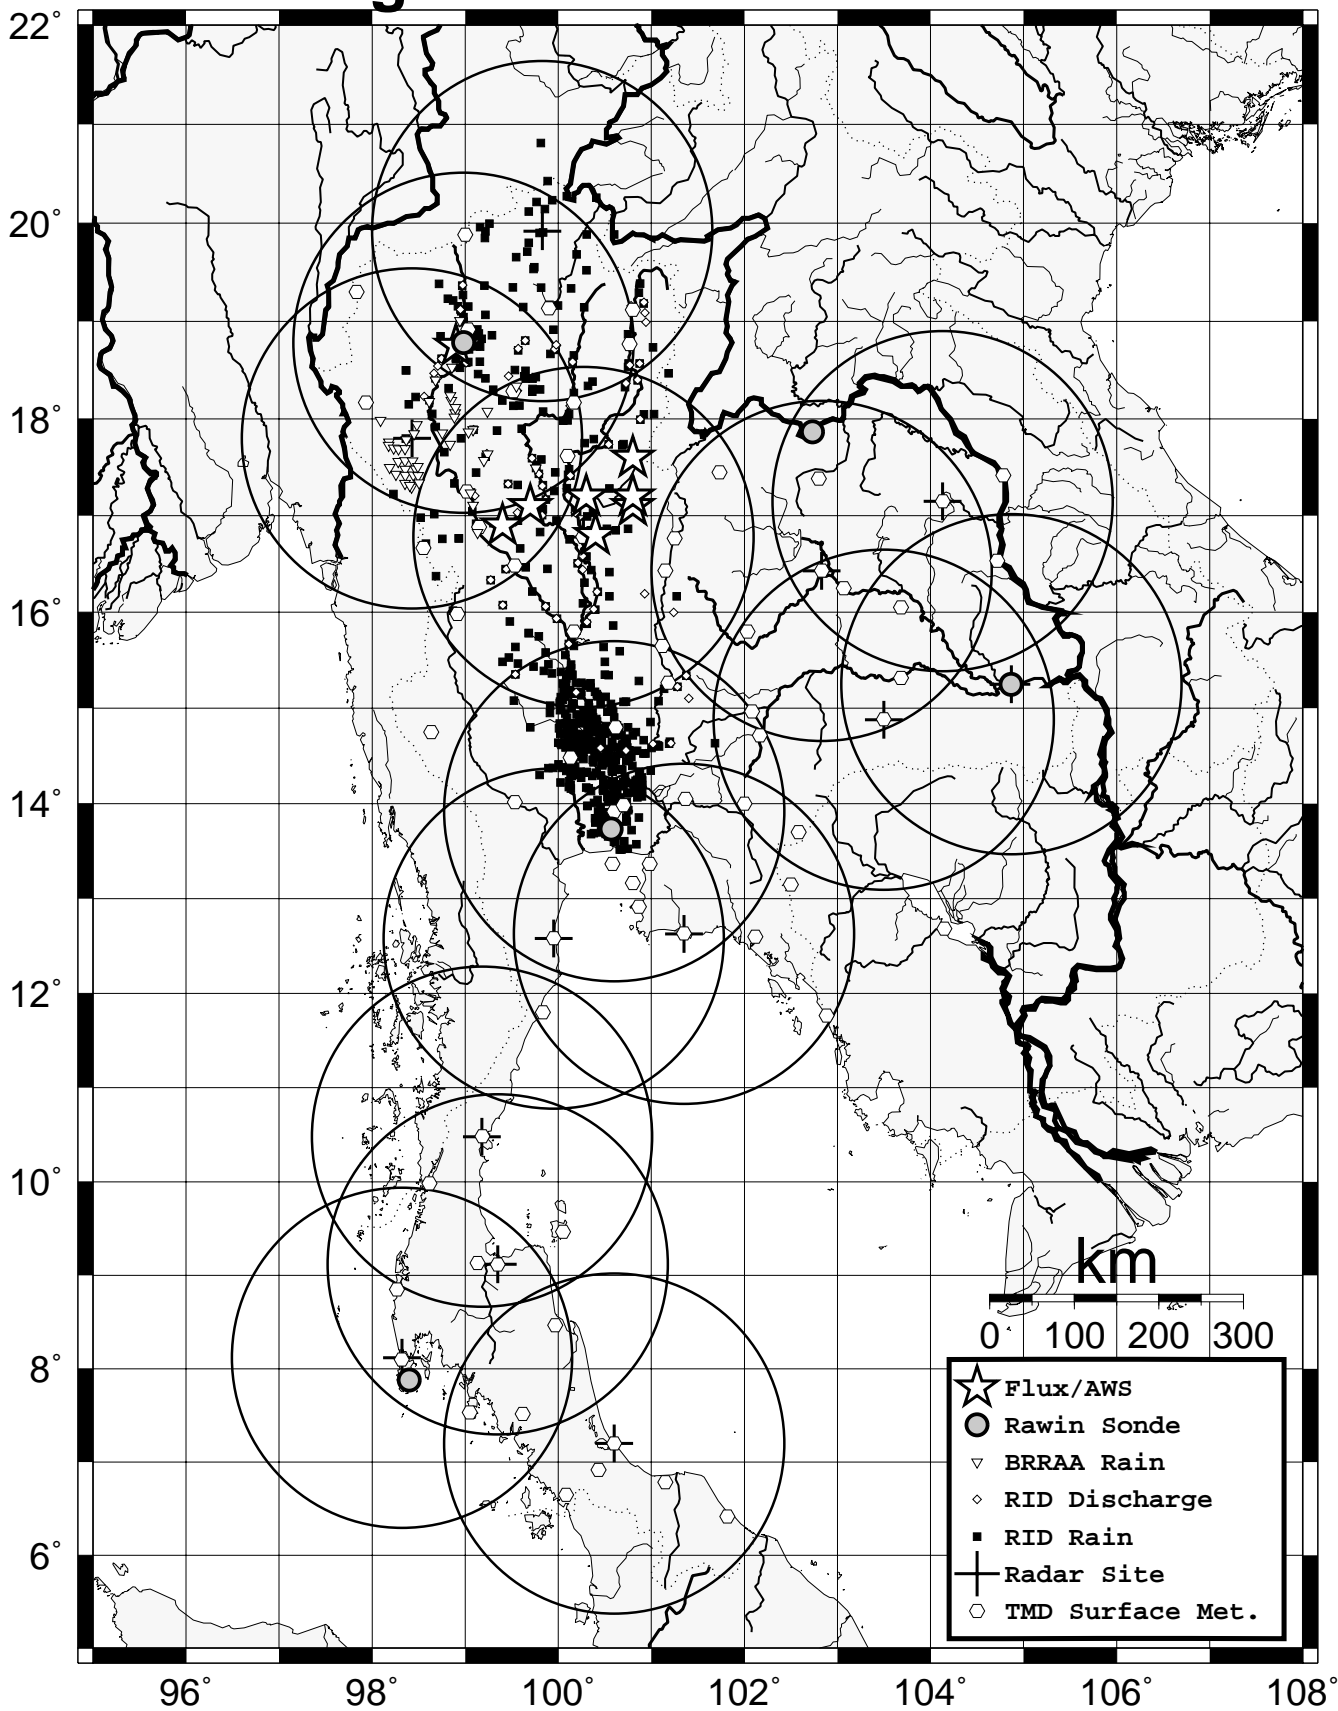 g
22°
20°
18°
16°
14°
12°
10°
8°
6°
km
0 100 200 300
Flux/AWS
Rawin Sonde
BRRAA Rain
RID Discharge
RID Rain
Radar Site
TMD Surface Met.
96° 98° 100° 102° 104° 106° 108°